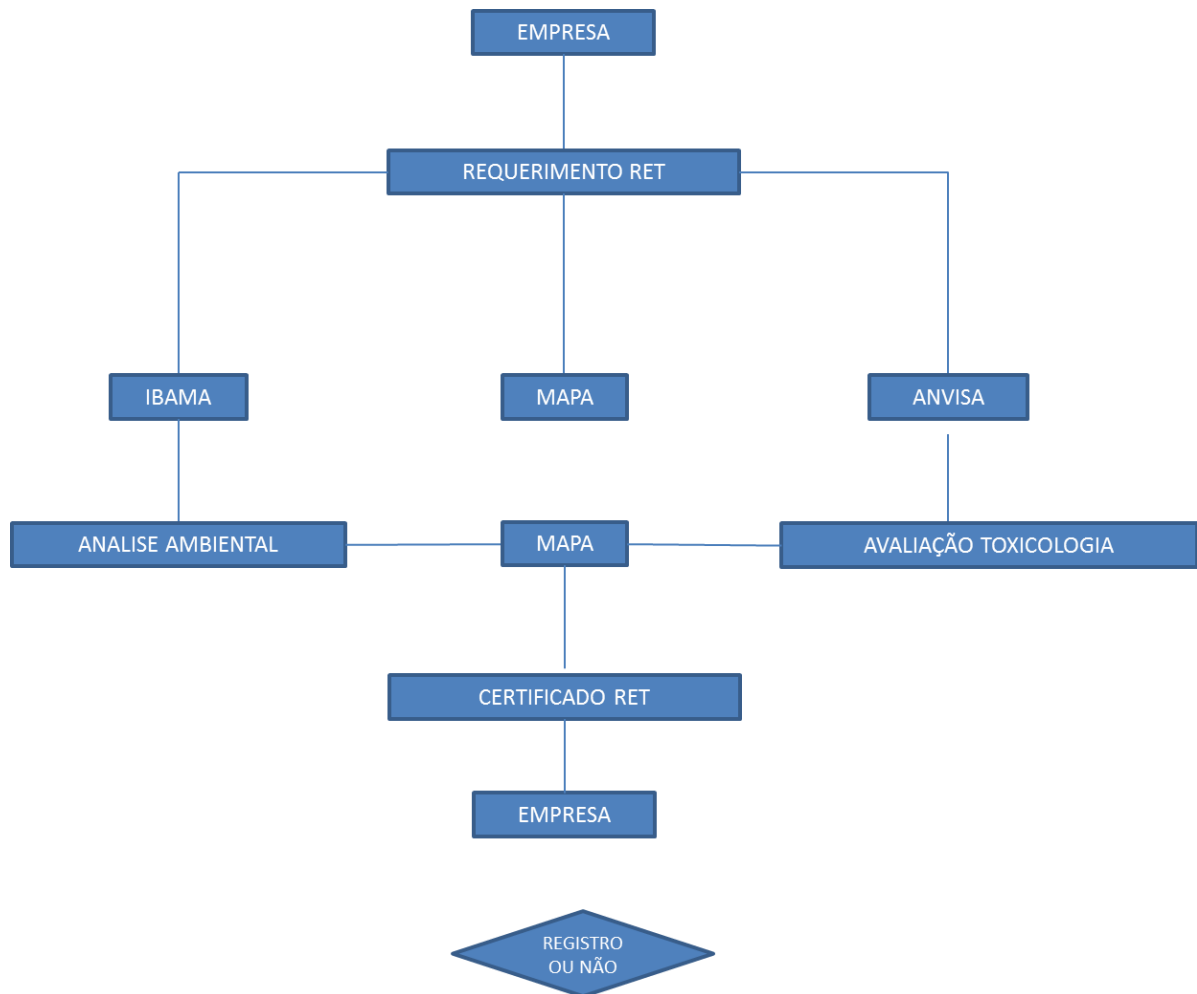 EMPRESA
REQUERIMENTO RET
IBAMA
MAPA
ANVISA
ANALISE AMBIENTAL
MAPA
AVALIAÇÃO TOXICOLOGIA
CERTIFICADO RET
EMPRESA
REGISTRO
OU NÃO